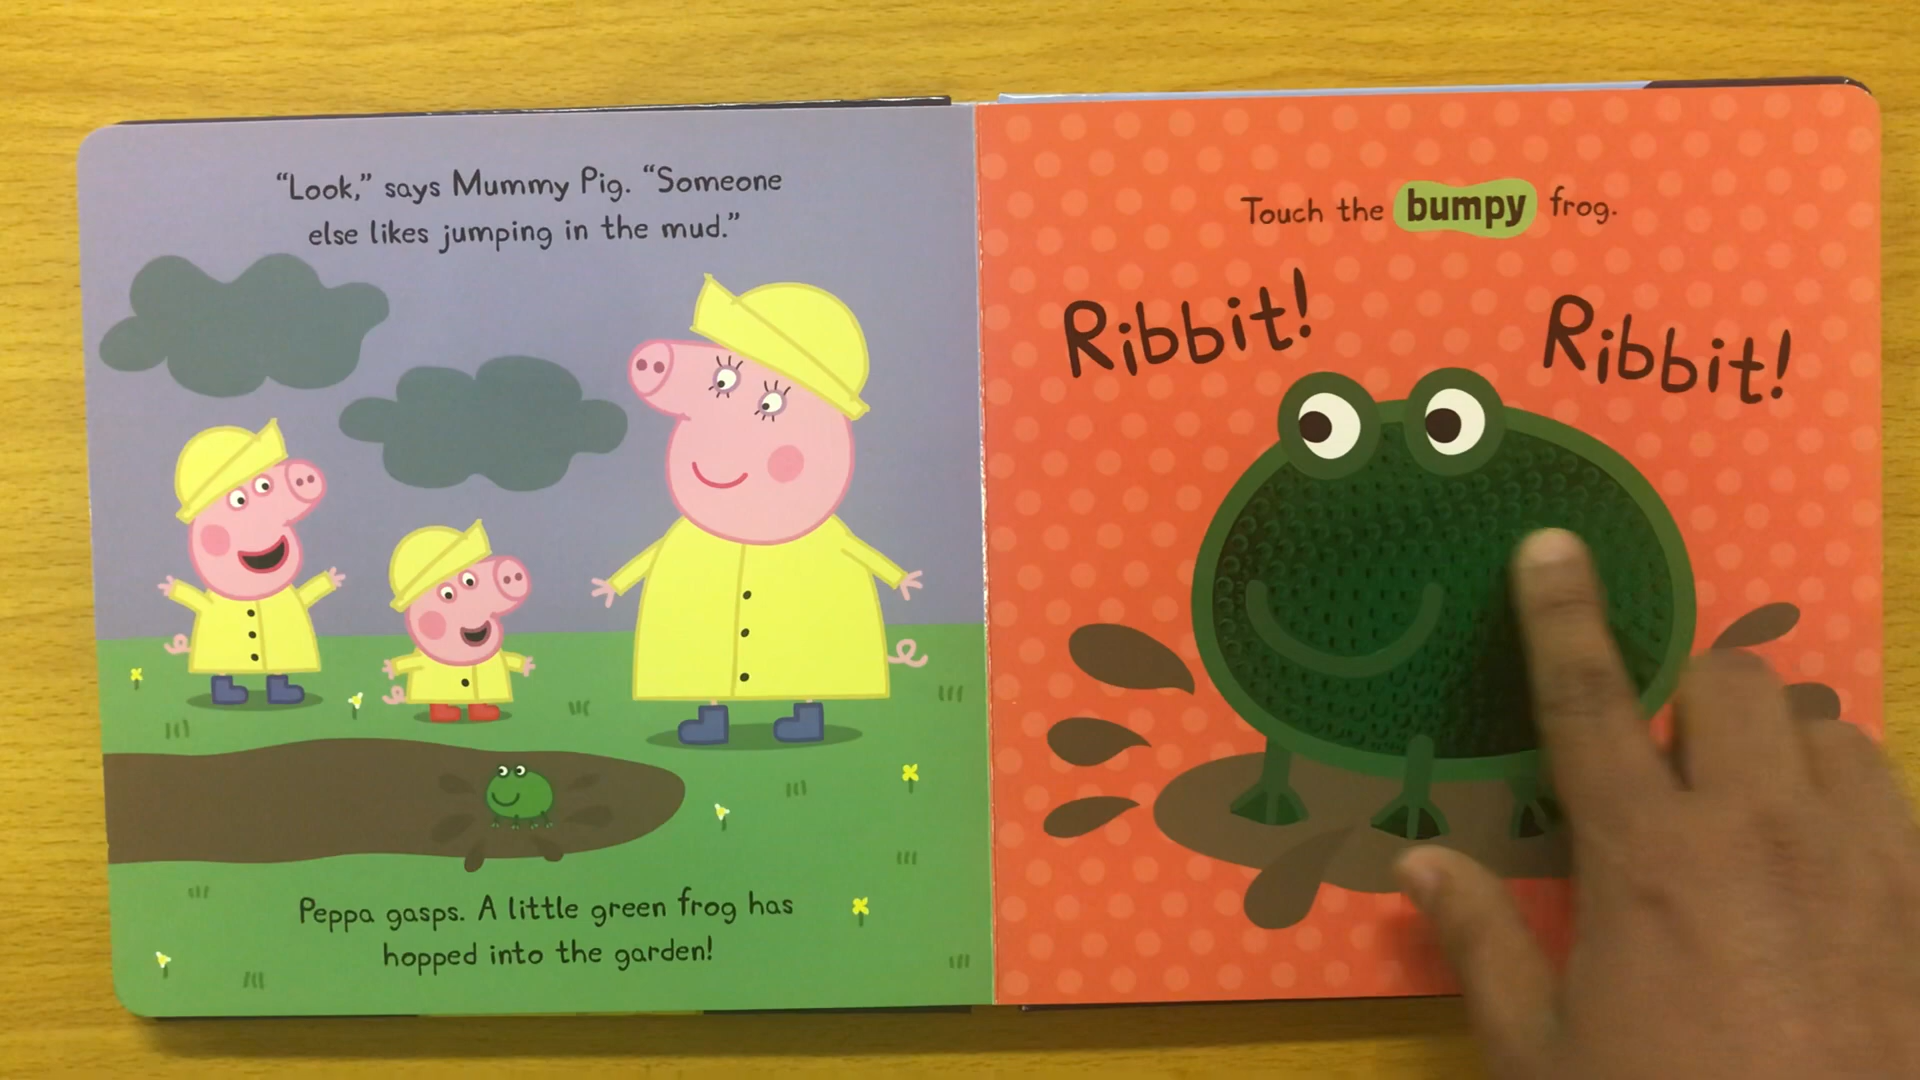 “Look,” says Mummy Pig. “Someone
else likes jumping in the mud.”
Peppa gasps. A little green frog has
hopped into the garden!
Touch the bumpy frog.
Ribbit!
Ribbit!